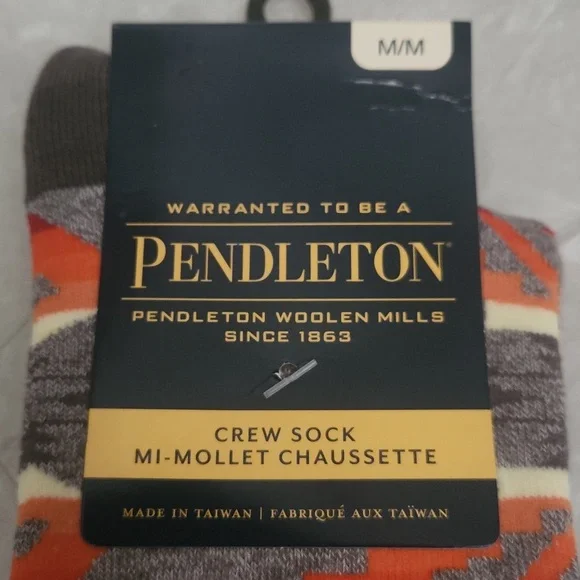 M/M
WARRANTED TO BE A
PENDLETON
PENDLETON WOOLEN MILLS
SINCE 1863
CREW SOCK
MI-MOLLET CHAUSSETTE
MADE IN TAIWAN | FABRIQUÉ AUX TAÏWAN